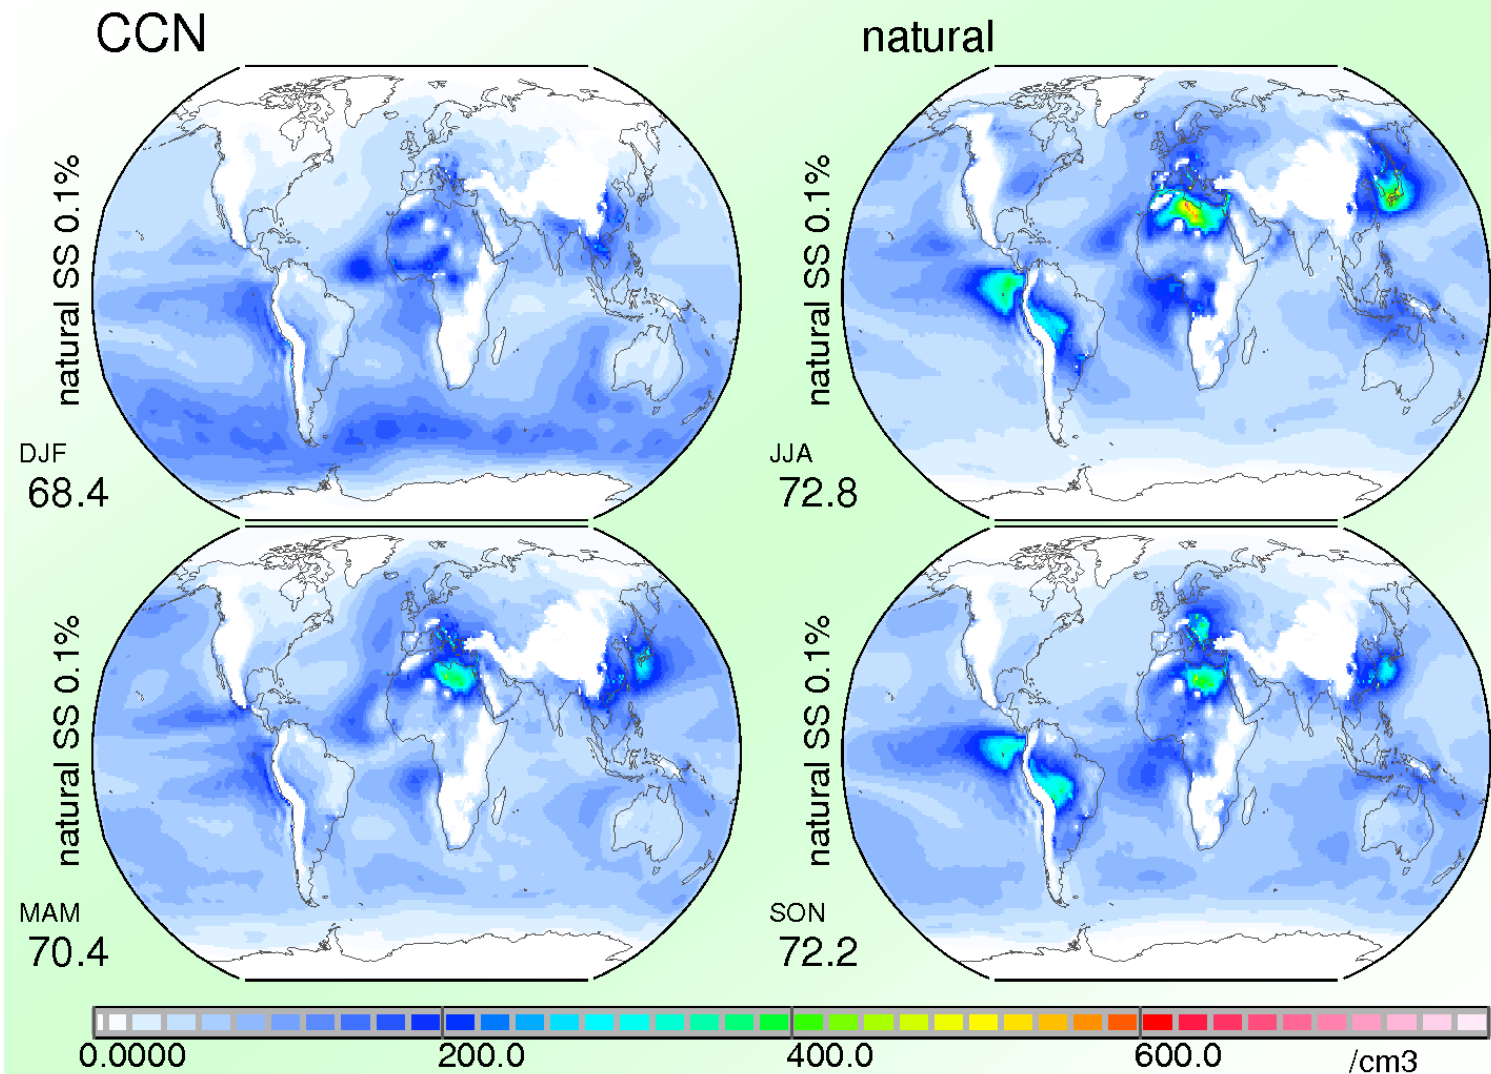 CCN
natural
natural SS 0.1%
DJF
68.4
natural SS 0.1%
JJA
72.8
natural SS 0.1%
MAM
70.4
natural SS 0.1%
SON
72.2
0.0000 200.0 400.0 600.0 /cm3